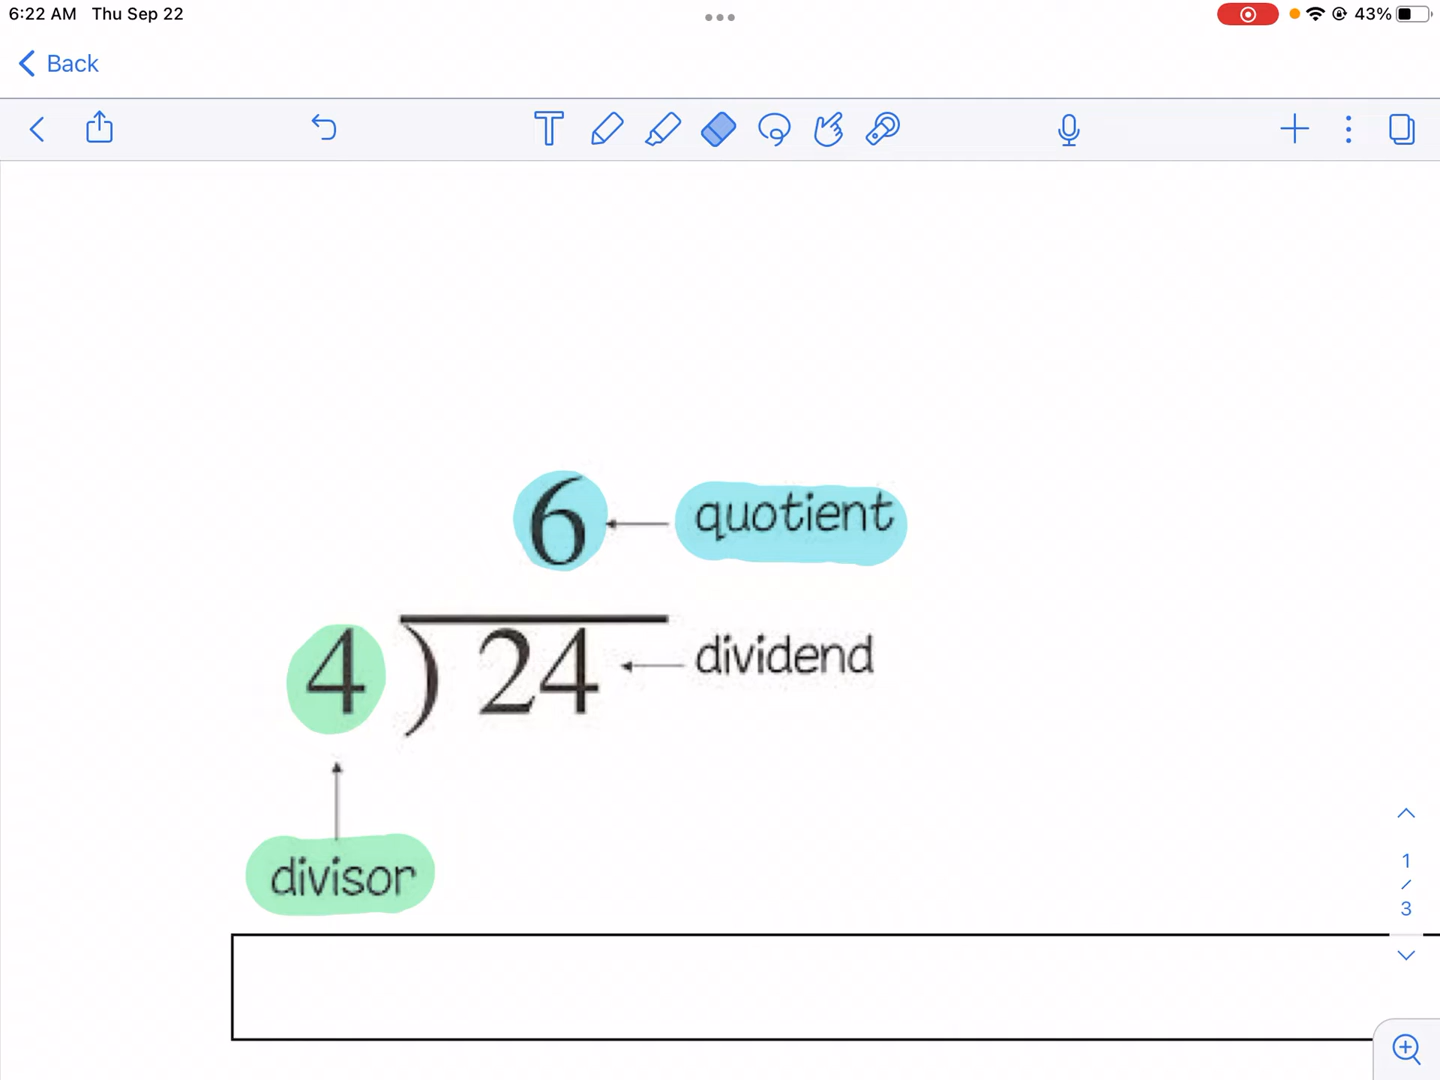 6:22 AM Thu Sep 22
43%
Back
6 quotient
4 ) 24 dividend
divisor
1
/
3